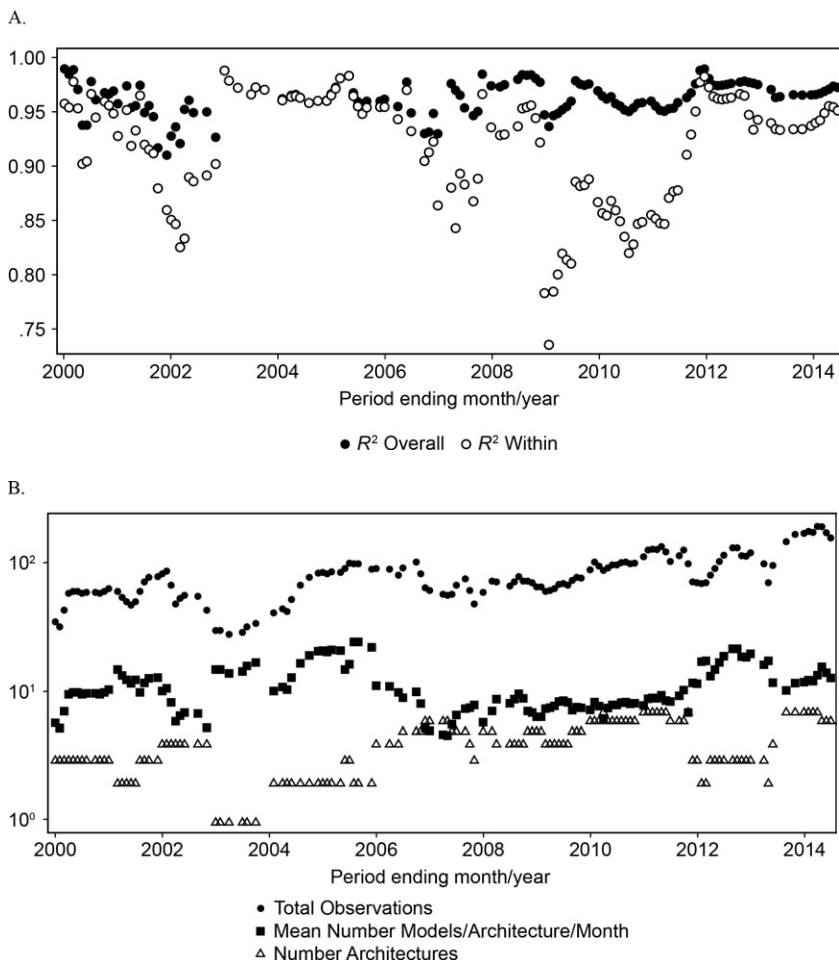 A.
1.00
0.95
0.90
0.85
0.80
.75
2000 2002 2004 2006 2008 2010 2012 2014
Period ending month/year
● R² Overall ○ R² Within
B.
10²
10¹
10⁰
2000 2002 2004 2006 2008 2010 2012 2014
Period ending month/year
● Total Observations
■ Mean Number Models/Architecture/Month
△ Number Architectures